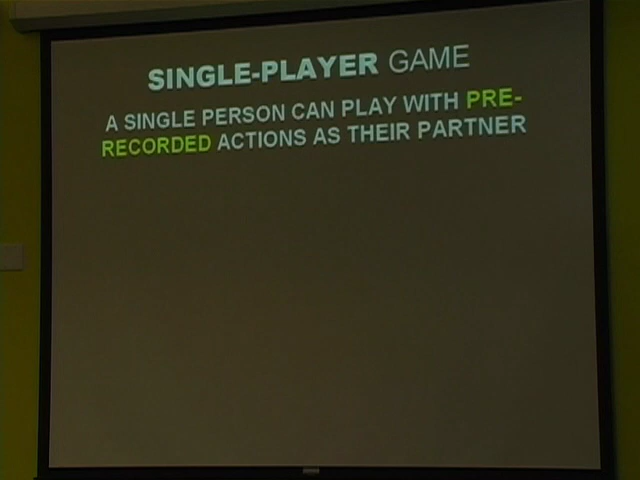 SINGLE-PLAYER GAME
A SINGLE PERSON CAN PLAY WITH PRE-
RECORDED ACTIONS AS THEIR PARTNER